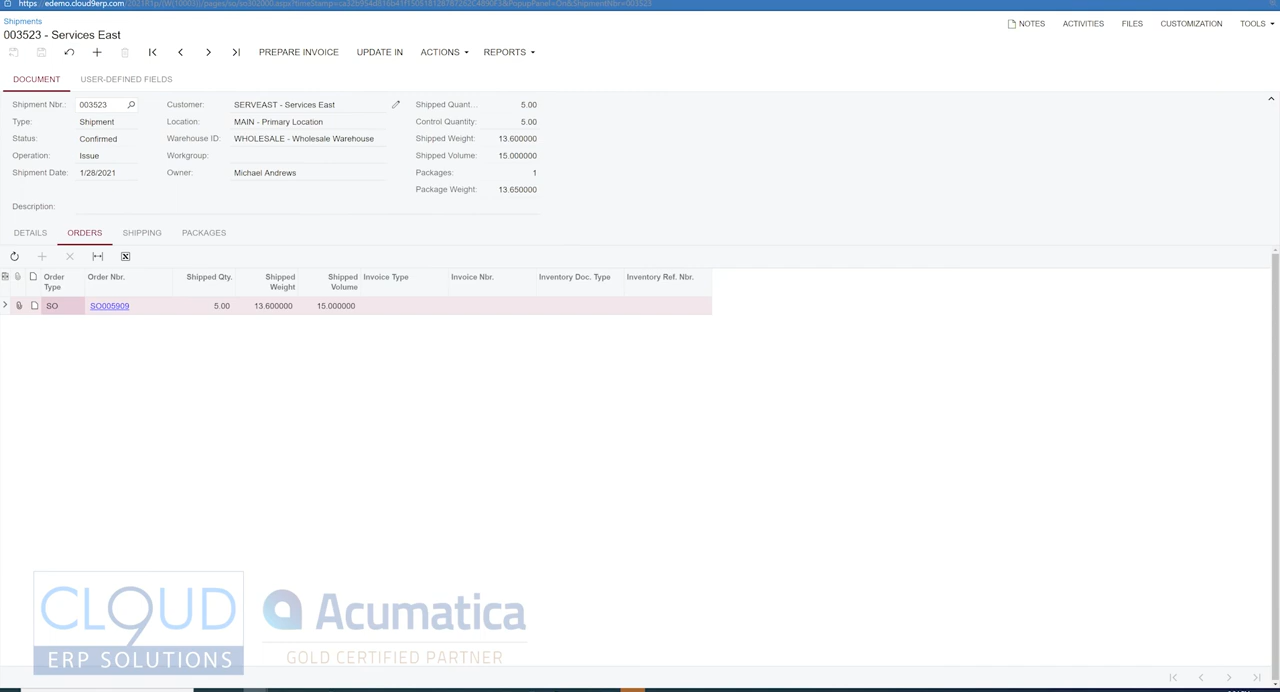 https://edemo.cloud9erp.com
Shipments
003523 - Services East
NOTES ACTIVITIES FILES CUSTOMIZATION TOOLS
PREPARE INVOICE UPDATE IN ACTIONS REPORTS
DOCUMENT USER-DEFINED FIELDS
Shipment Nbr.: 003523 Customer: SERVEAST - Services East Shipped Quant... 5.00
Type: Shipment Location: MAIN - Primary Location Control Quantity: 5.00
Status: Confirmed Warehouse ID: WHOLESALE - Wholesale Warehouse Shipped Weight: 13.600000
Operation: Issue Workgroup: Shipped Volume: 15.000000
Shipment Date: 1/28/2021 Owner: Michael Andrews Packages: 1
Package Weight: 13.650000
Description:
DETAILS ORDERS SHIPPING PACKAGES
Order Type Order Nbr. Shipped Qty. Shipped Weight Shipped Volume Invoice Type Invoice Nbr. Inventory Doc. Type Inventory Ref. Nbr.
SO SO005909 5.00 13.600000 15.000000
CLOUD9
ERP SOLUTIONS
Acumatica
GOLD CERTIFIED PARTNER